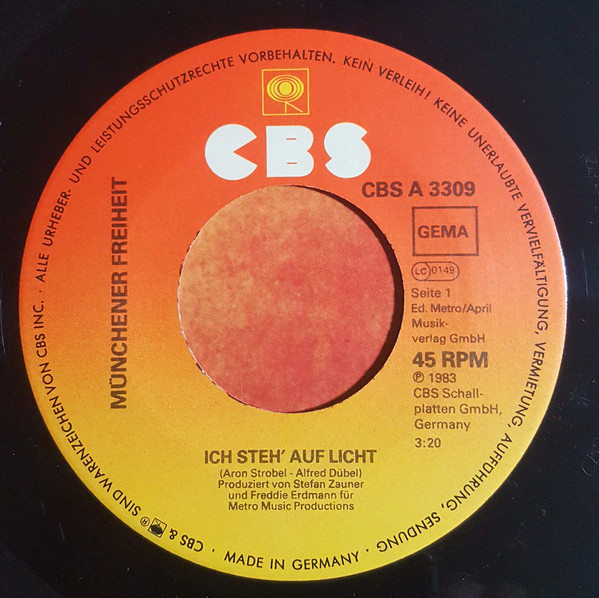 · ALLE URHEBER- UND LEISTUNGSSCHUTZRECHTE VORBEHALTEN. KEIN VERLEIH! KEINE UNERLAUBTE VERVIELFÄLTIGUNG, VERMIETUNG, AUFFÜHRUNG, SENDUNG ·
CBS
CBS A 3309
GEMA
LC 0149
MÜNCHENER FREIHEIT
Seite 1
Ed. Metro/April
Musik-
verlag GmbH
45 RPM
℗ 1983
CBS Schall-
platten GmbH,
Germany
3:20
ICH STEH' AUF LICHT
(Aron Strobel - Alfred Dübel)
Produziert von Stefan Zauner
und Freddie Erdmann für
Metro Music Productions
· CBS & ® SIND WARENZEICHEN VON CBS INC.
· MADE IN GERMANY ·